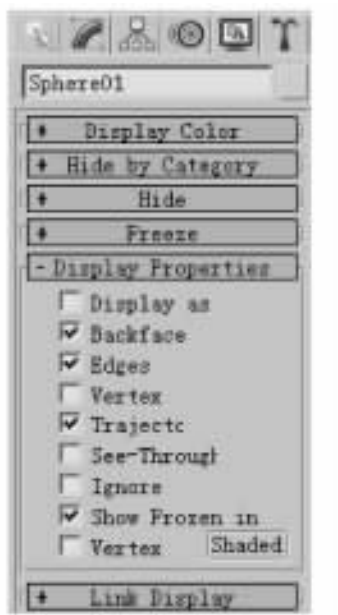 Sphere01
+ Display Color
+ Hide by Category
+ Hide
+ Freeze
- Display Properties
Display as
Backface
Edges
Vertex
Trajectc
See-Through
Ignore
Show Frozen in
Vertex Shaded
+ Link Display